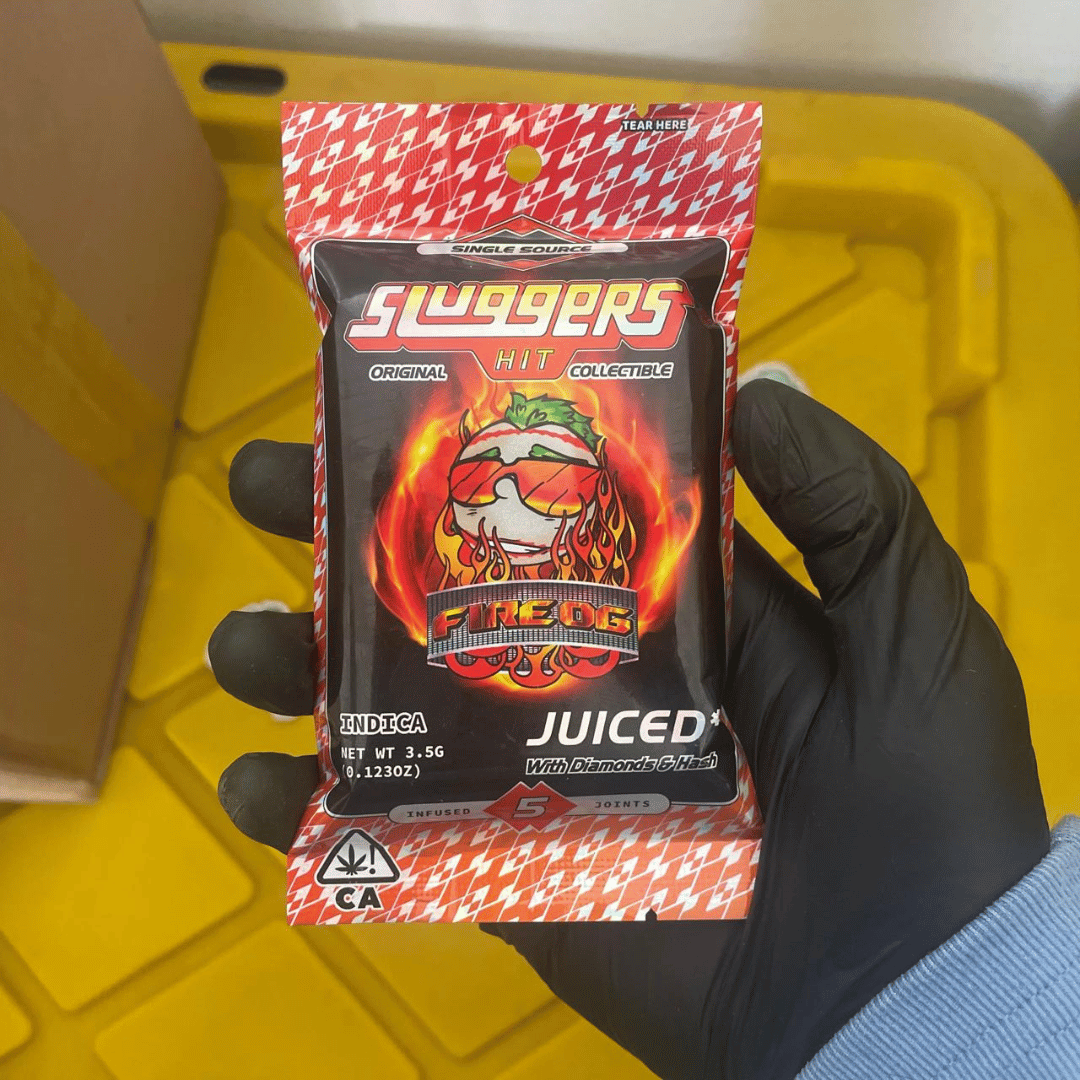 TEAR HERE
SINGLE SOURCE
SLUGGERS
HIT
ORIGINAL COLLECTIBLE
FIRE OG
INDICA
NET WT 3.5G
(0.123OZ)
JUICED*
With Diamonds & Hash
INFUSED 5 JOINTS
CA